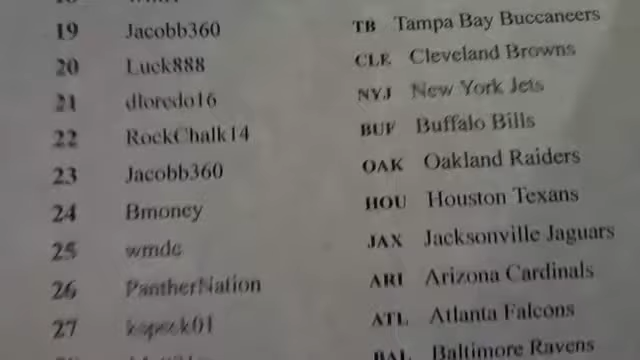 19 Jacobb360 TB Tampa Bay Buccaneers
20 Luck888 CLE Cleveland Browns
21 dloredo16 NYJ New York Jets
22 RockChalk14 BUF Buffalo Bills
23 Jacobb360 OAK Oakland Raiders
24 Bmoney HOU Houston Texans
25 wmdc JAX Jacksonville Jaguars
26 PantherNation ARI Arizona Cardinals
27 ATL Atlanta Falcons
BAL Baltimore Ravens